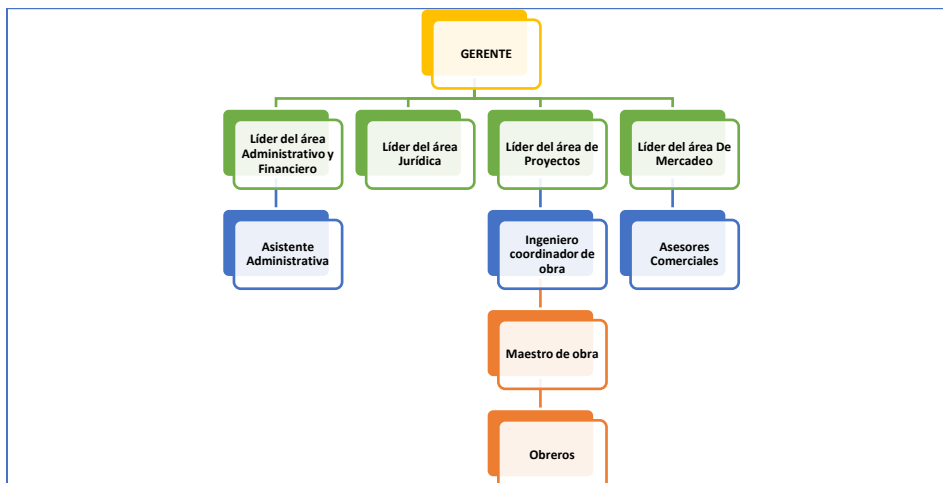 GERENTE
Líder del área
Administrativo y
Financiero
Líder del área
Jurídica
Líder del área de
Proyectos
Líder del área De
Mercadeo
Asistente
Administrativa
Ingeniero
coordinador de
obra
Asesores
Comerciales
Maestro de obra
Obreros